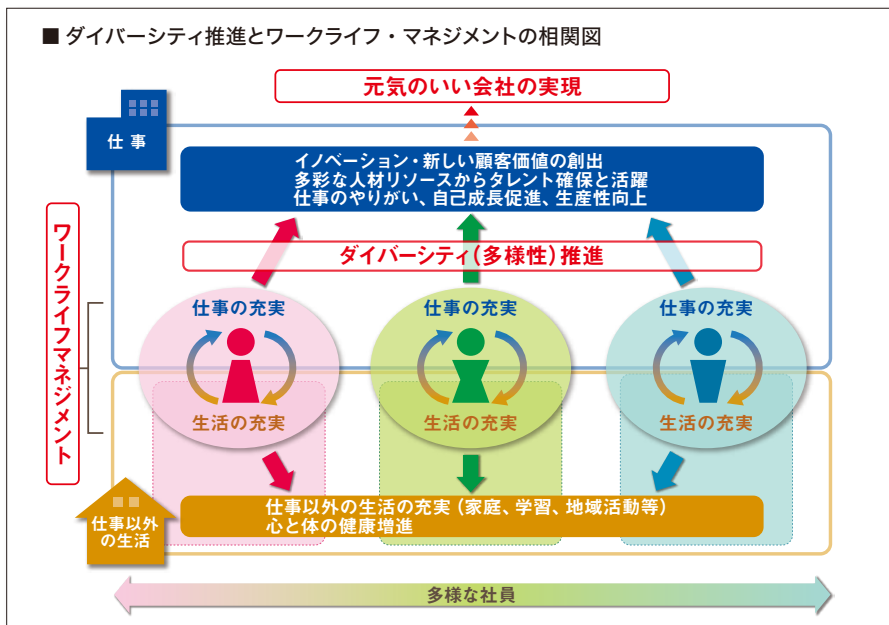 ■ ダイバーシティ推進とワークライフ・マネジメントの相関図
元気のいい会社の実現
仕 事
イノベーション・新しい顧客価値の創出
多彩な人材リソースからタレント確保と活躍
仕事のやりがい、自己成長促進、生産性向上
ダイバーシティ(多様性)推進
ワークライフマネジメント
仕事の充実
仕事の充実
仕事の充実
生活の充実
生活の充実
生活の充実
仕事以外の生活の充実(家庭、学習、地域活動等)
心と体の健康増進
仕事以外
の生活
多様な社員